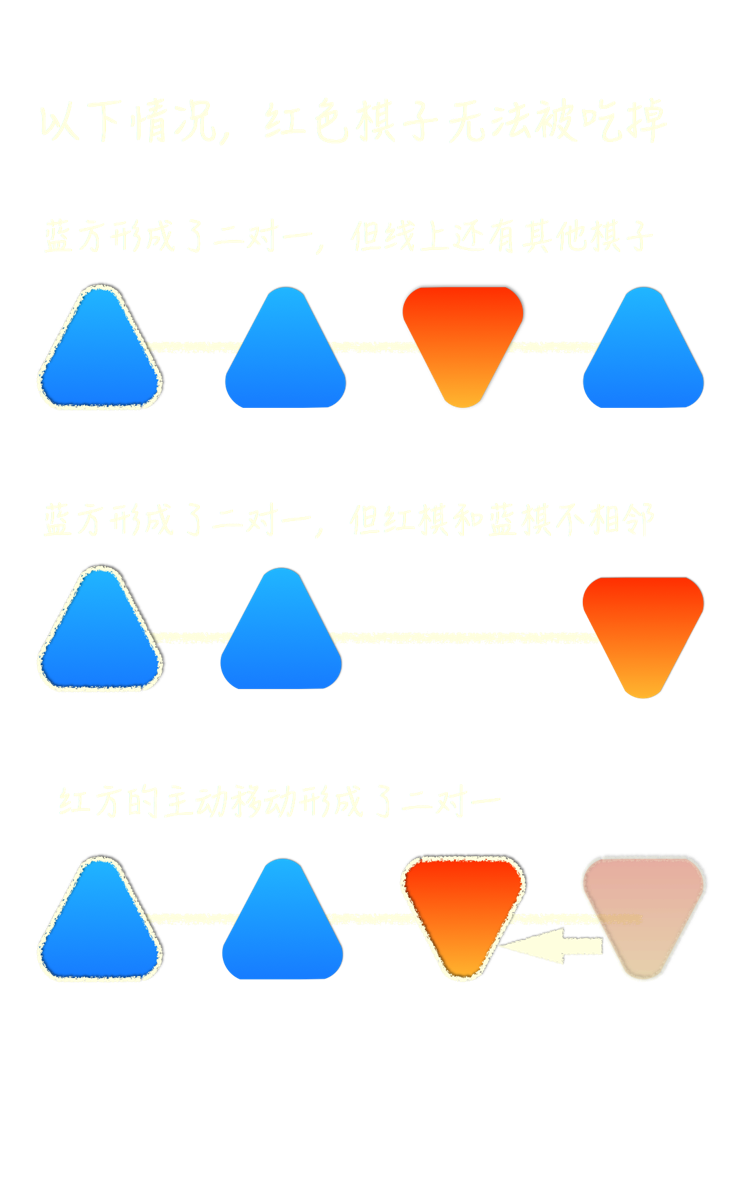 以下情况，红色棋子无法被吃掉
蓝方形成了二对一，但线上还有其他棋子
蓝方形成了二对一，但红棋和蓝棋不相邻
红方的主动移动形成了二对一